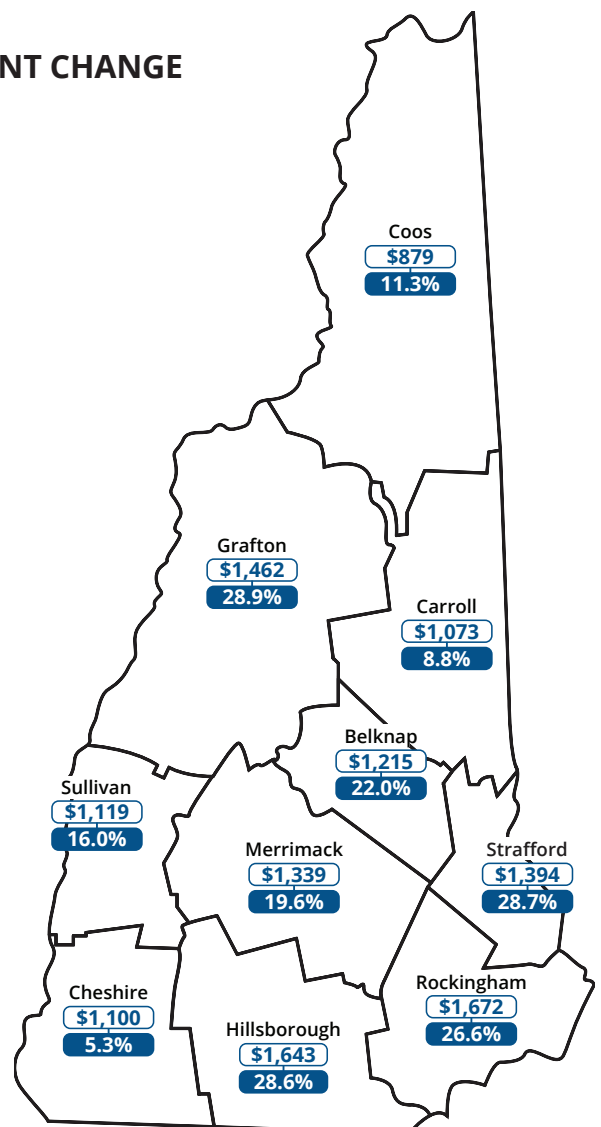 NT CHANGE
Coos
$879
11.3%
Grafton
$1,462
28.9%
Carroll
$1,073
8.8%
Belknap
$1,215
22.0%
Sullivan
$1,119
16.0%
Merrimack
$1,339
19.6%
Strafford
$1,394
28.7%
Cheshire
$1,100
5.3%
Hillsborough
$1,643
28.6%
Rockingham
$1,672
26.6%